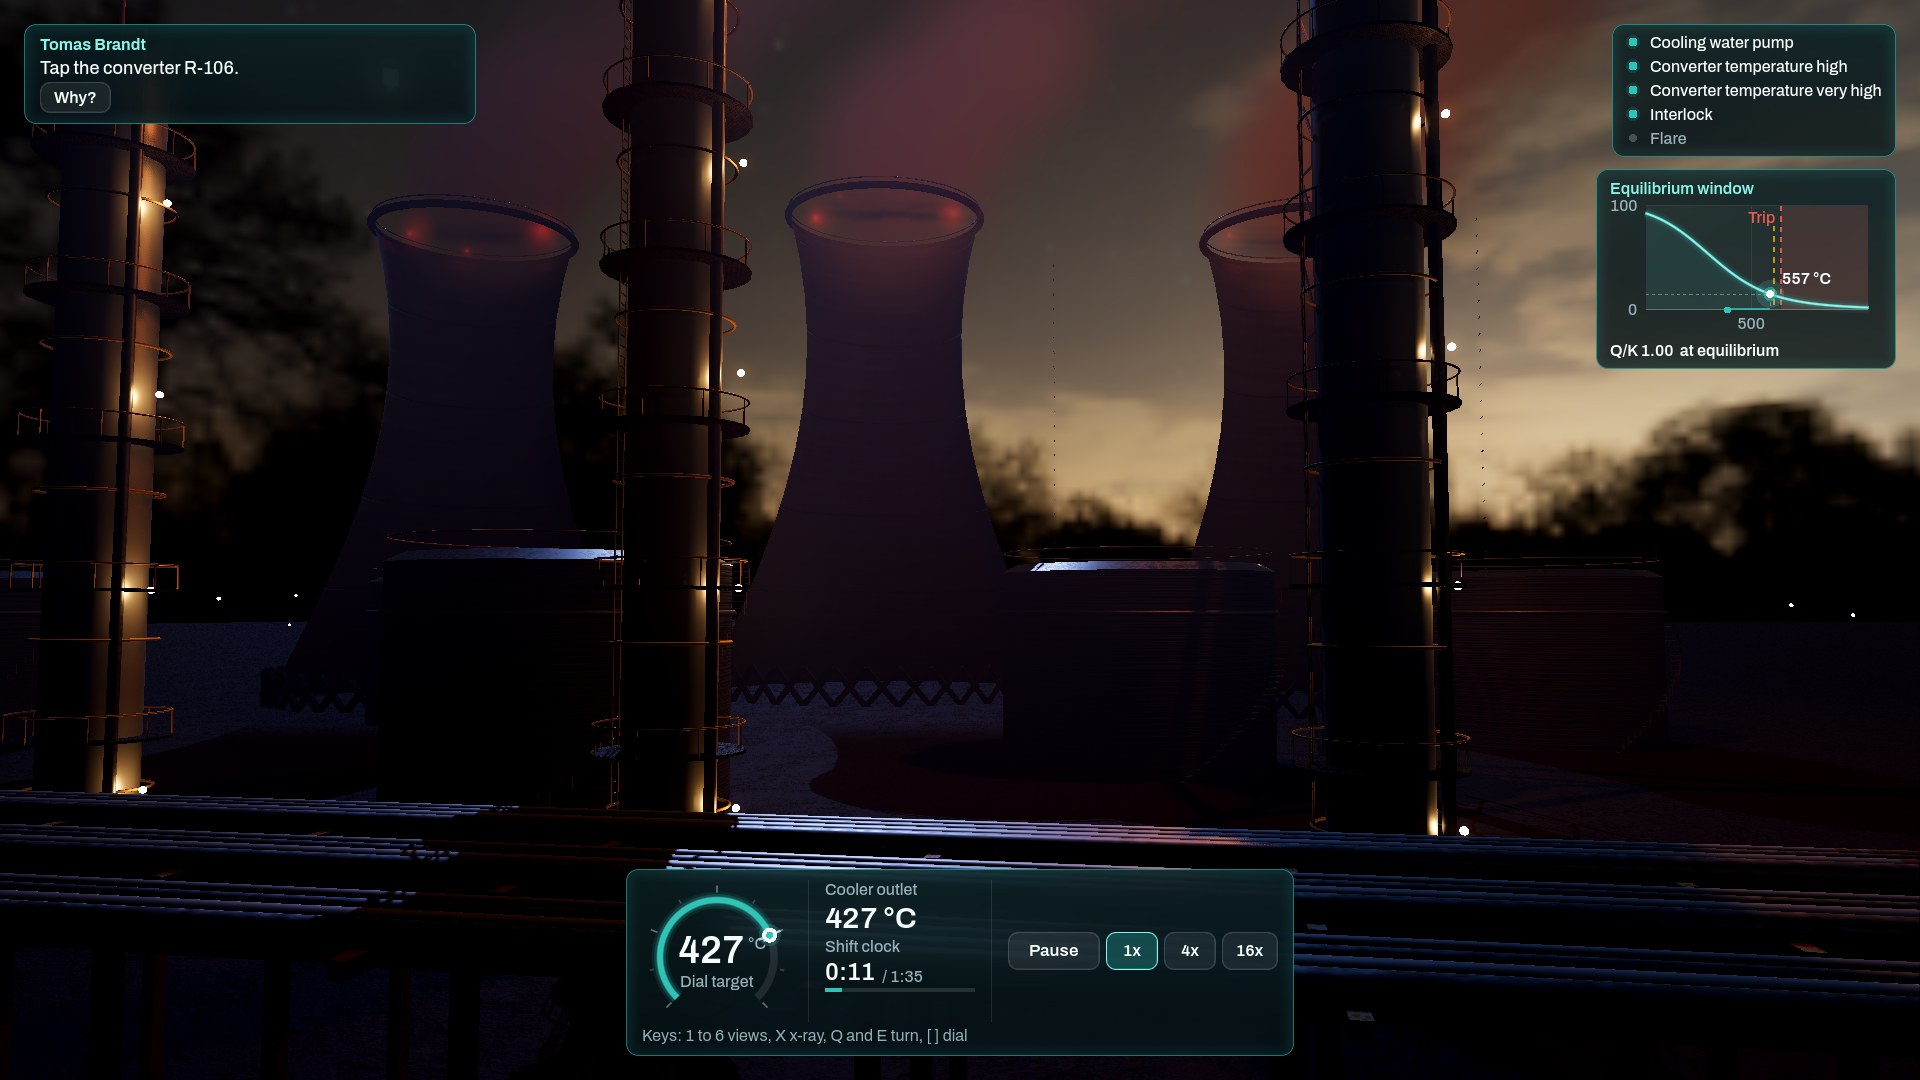 Tomas Brandt
Tap the converter R-106.
Why?
Cooling water pump
Converter temperature high
Converter temperature very high
Interlock
Flare
Equilibrium window
100
Trip
557 °C
0
500
Q/K 1.00 at equilibrium
427 °C
Dial target
Cooler outlet
427 °C
Shift clock
0:11 / 1:35
Pause
1x
4x
16x
Keys: 1 to 6 views, X x-ray, Q and E turn, [ ] dial